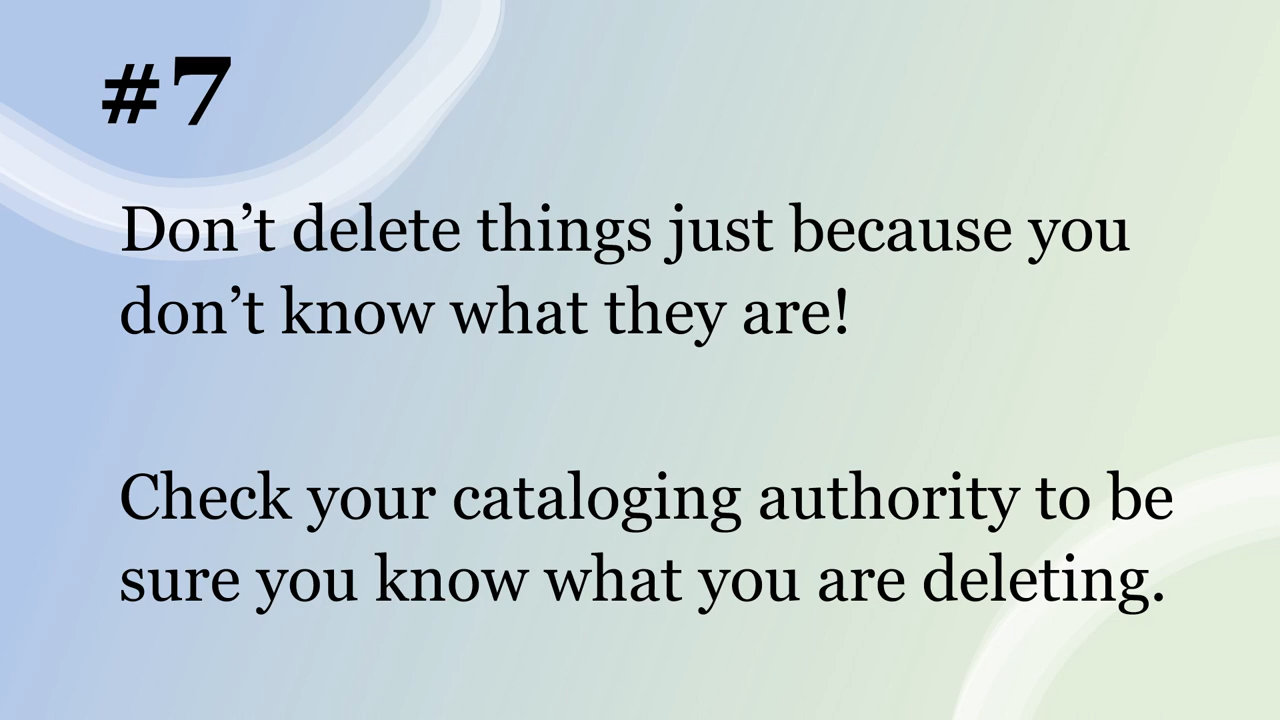 #7
Don’t delete things just because you
don’t know what they are!
Check your cataloging authority to be
sure you know what you are deleting.